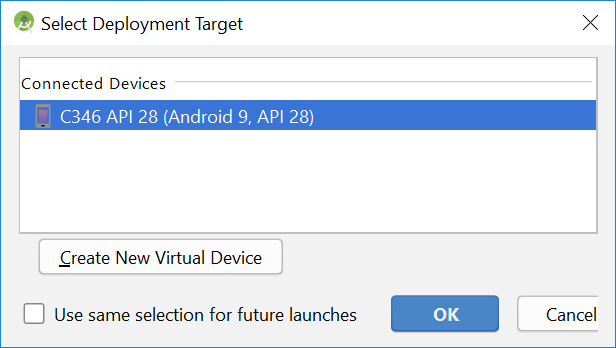 Select Deployment Target
Connected Devices
C346 API 28 (Android 9, API 28)
Create New Virtual Device
Use same selection for future launches
OK
Cancel